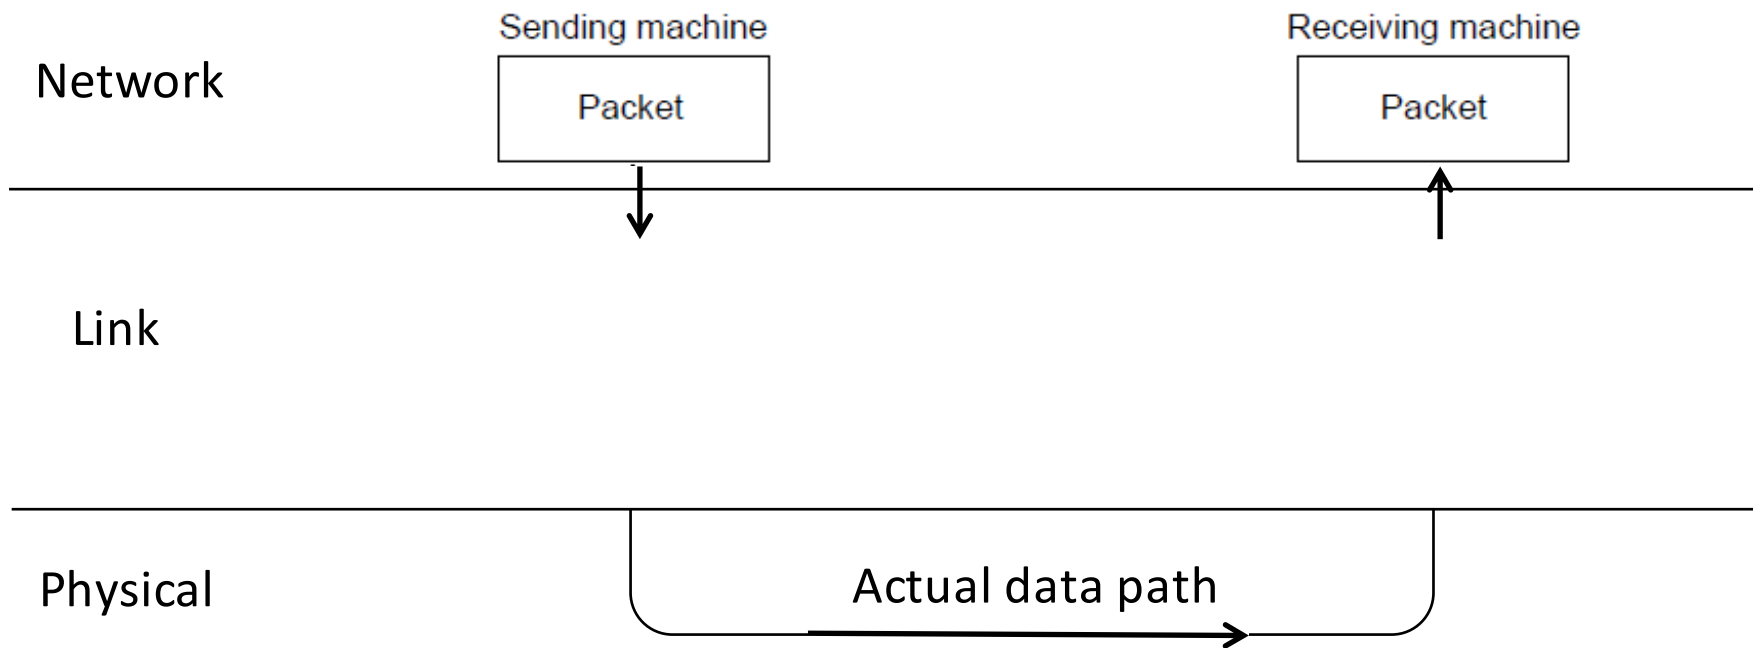 Sending machine
Receiving machine
Network
Packet
Packet
Link
Physical
Actual data path